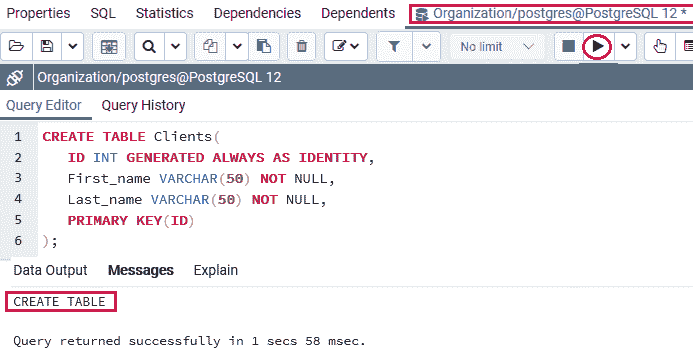 Properties SQL Statistics Dependencies Dependents Organization/postgres@PostgreSQL 12 *
No limit
Organization/postgres@PostgreSQL 12
Query Editor Query History
1 CREATE TABLE Clients(
2 ID INT GENERATED ALWAYS AS IDENTITY,
3 First_name VARCHAR(50) NOT NULL,
4 Last_name VARCHAR(50) NOT NULL,
5 PRIMARY KEY(ID)
6 );
Data Output Messages Explain
CREATE TABLE
Query returned successfully in 1 secs 58 msec.